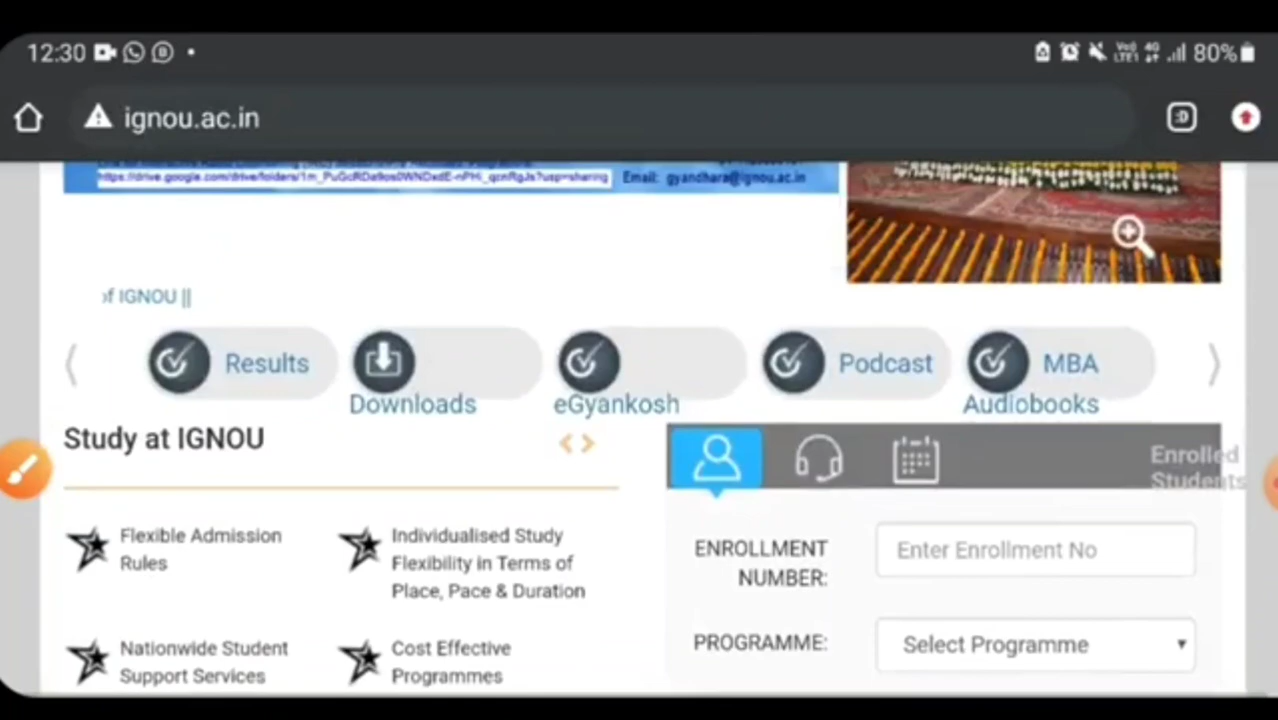 12:30
80%
ignou.ac.in
Email: gyandhara@ignou.ac.in
of IGNOU ||
Results
Downloads
eGyankosh
Podcast
MBA
Audiobooks
Study at IGNOU
Enrolled
Students
Flexible Admission
Rules
Individualised Study
Flexibility in Terms of
Place, Pace & Duration
ENROLLMENT
NUMBER:
Enter Enrollment No
Nationwide Student
Support Services
Cost Effective
Programmes
PROGRAMME:
Select Programme